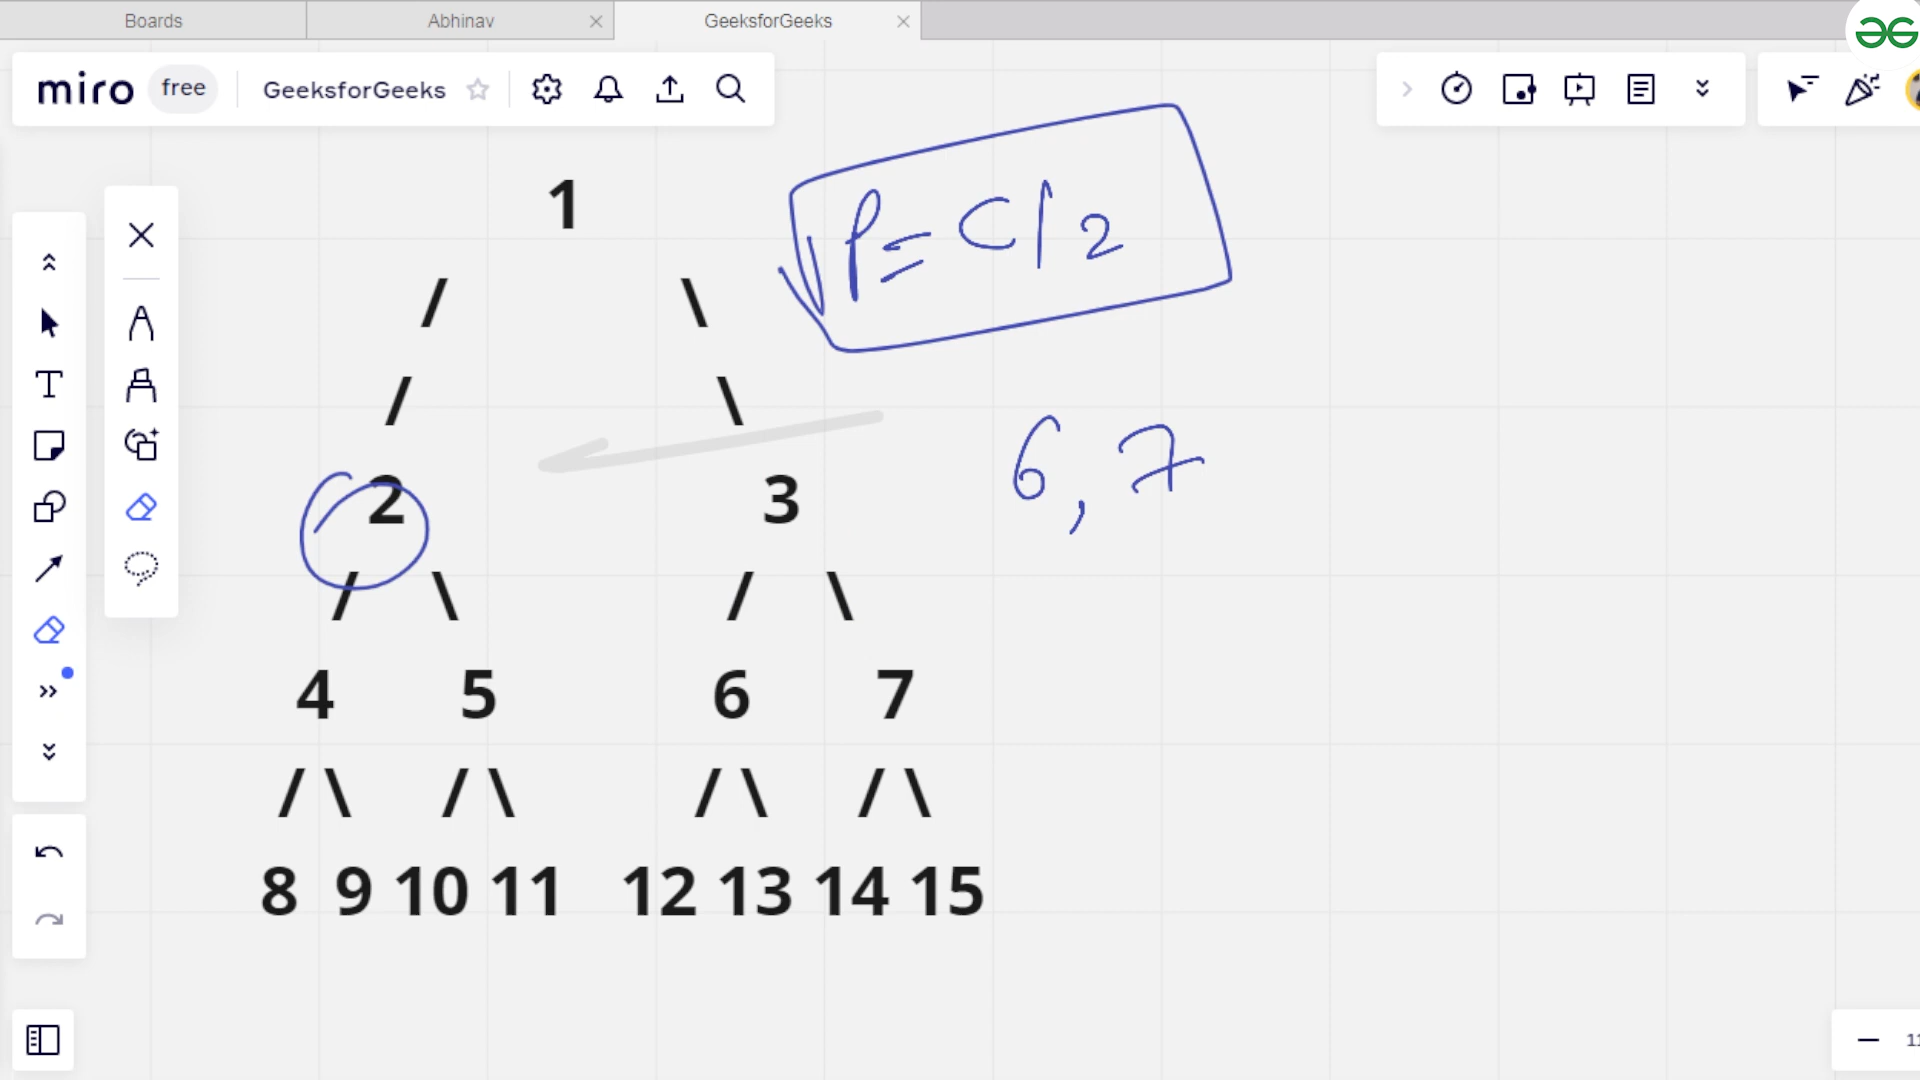 Boards Abhinav GeeksforGeeks
miro free GeeksforGeeks
1
P = C/2
/ \
/ \
6, 7
2 3
/ \ / \
4 5 6 7
/ \ / \ / \ / \
8 9 10 11 12 13 14 15